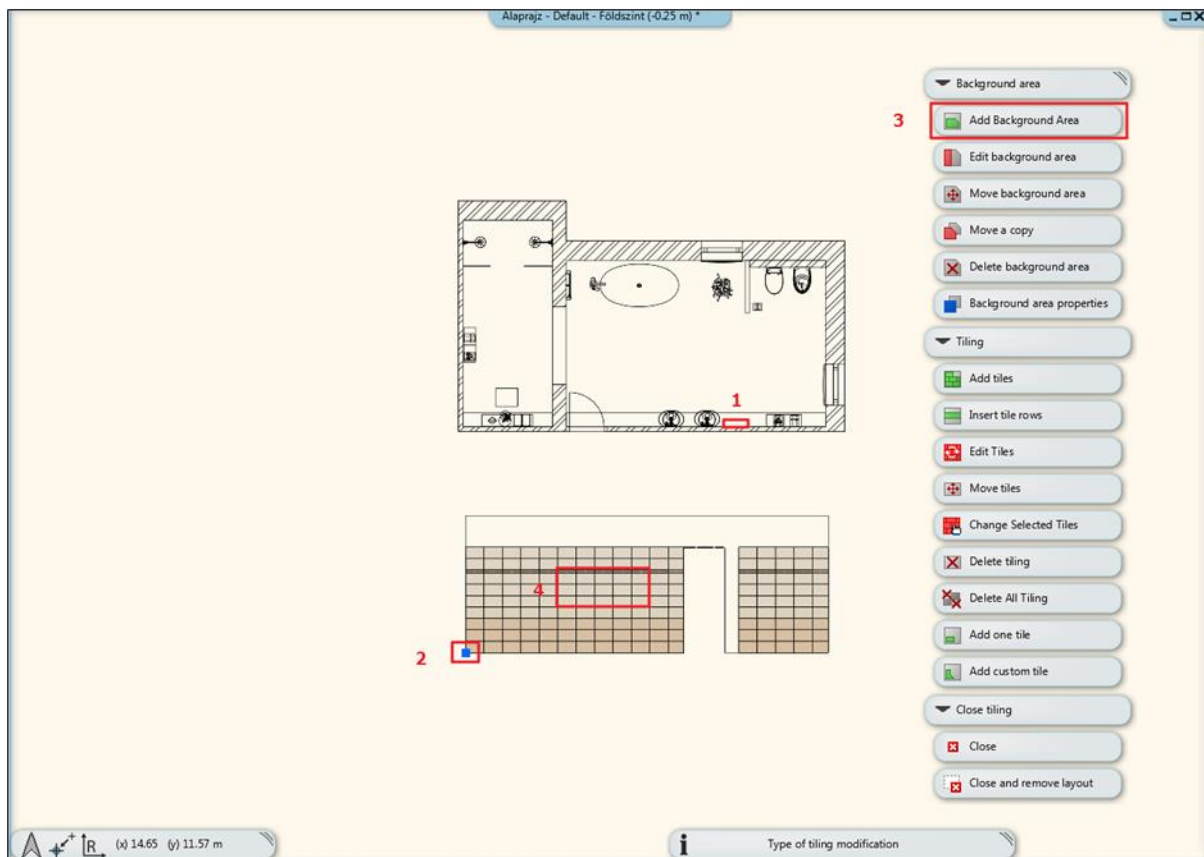 Alaprajz - Default - Földszint (-0.25 m) *
Background area
3
Add Background Area
Edit background area
Move background area
Move a copy
Delete background area
Background area properties
Tiling
Add tiles
1
Insert tile rows
Edit Tiles
Move tiles
Change Selected Tiles
Delete tiling
4
Delete All Tiling
Add one tile
2
Add custom tile
Close tiling
Close
Close and remove layout
R
(x) 14.65 (y) 11.57 m
i
Type of tiling modification